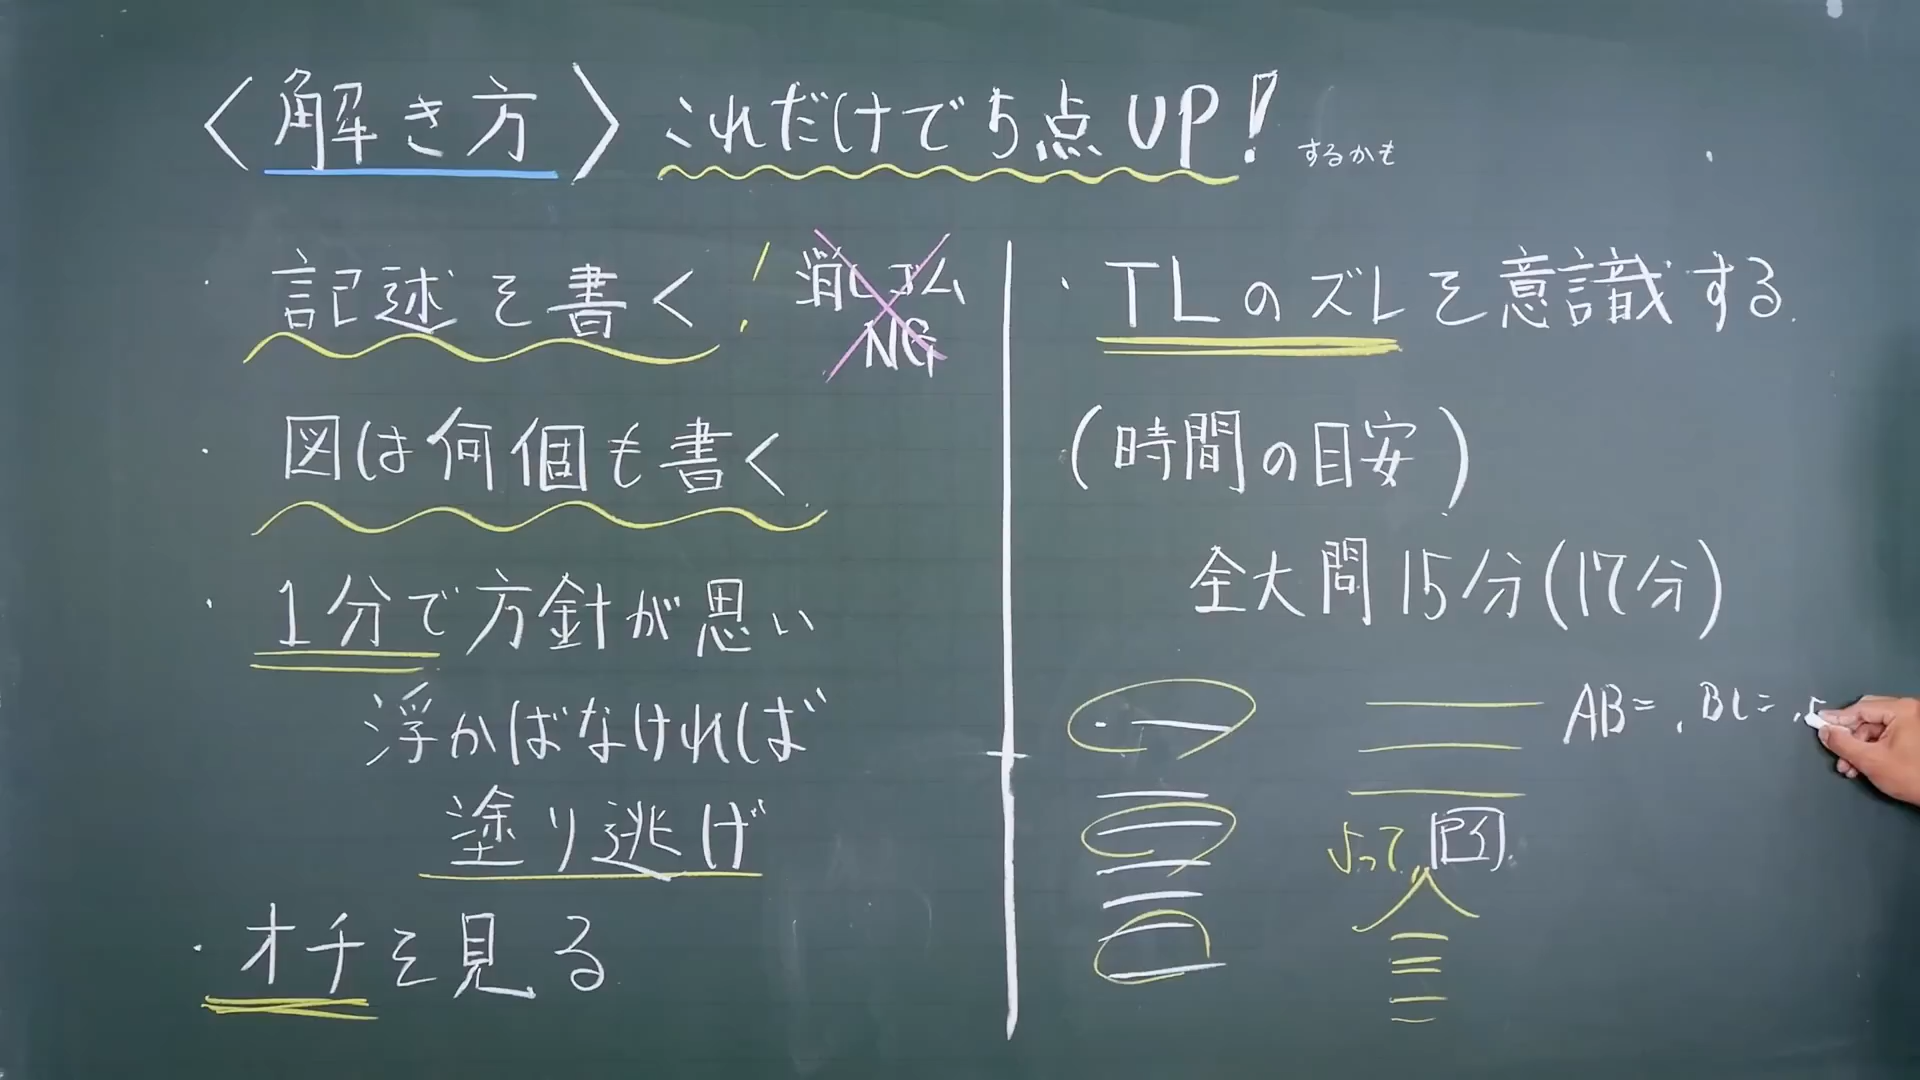 〈解き方〉これだけで5点UP! するかも
・記述を書く!
消しゴム
NG
・図は何個も書く
・1分で方針が思い
浮かばなければ
塗り逃げ
・オチを見る
・TLのズレを意識する.
(時間の目安)
全大問15分(17分)
AB= , BC= ,
よって